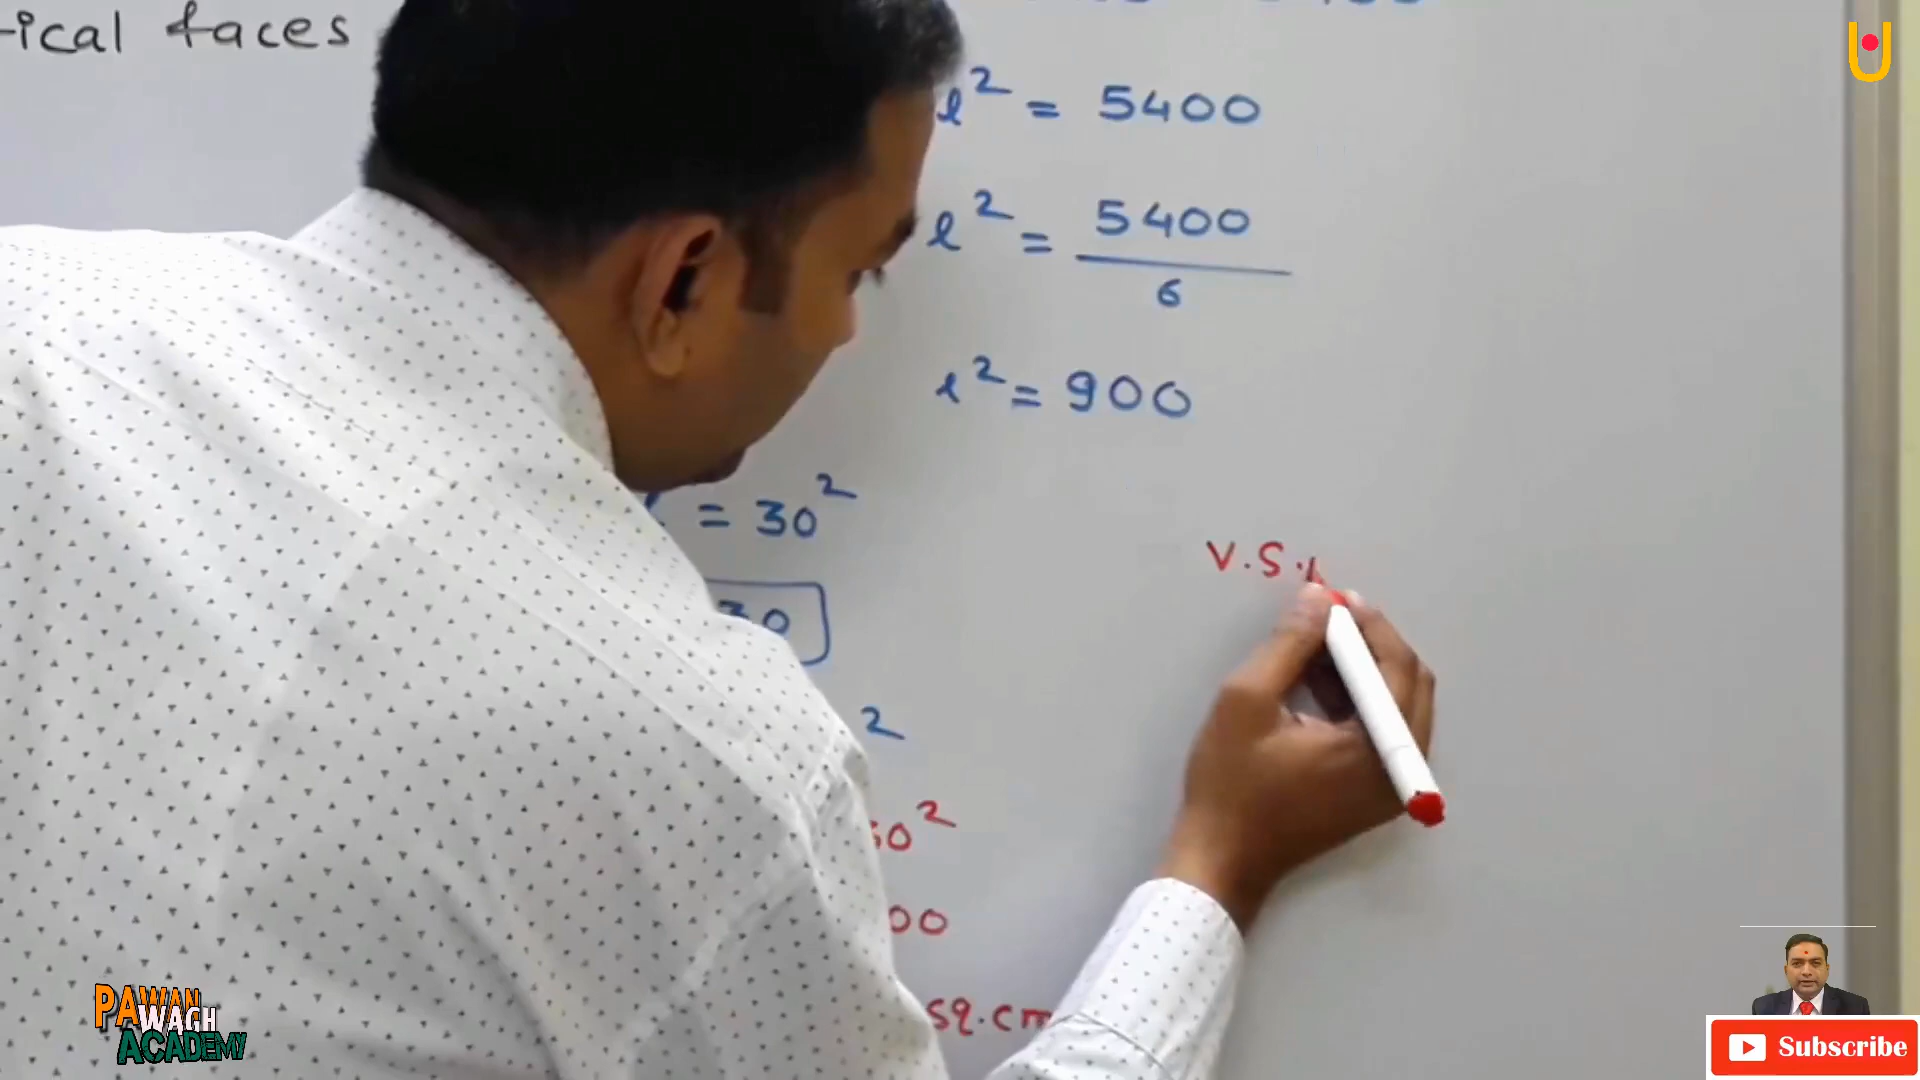 faces
l² = 5400
l² = 5400
6
l² = 900
= 30²
30
2
0²
00
sq.cm
V.S.
PAWAN
WAGH
ACADEMY
Subscribe